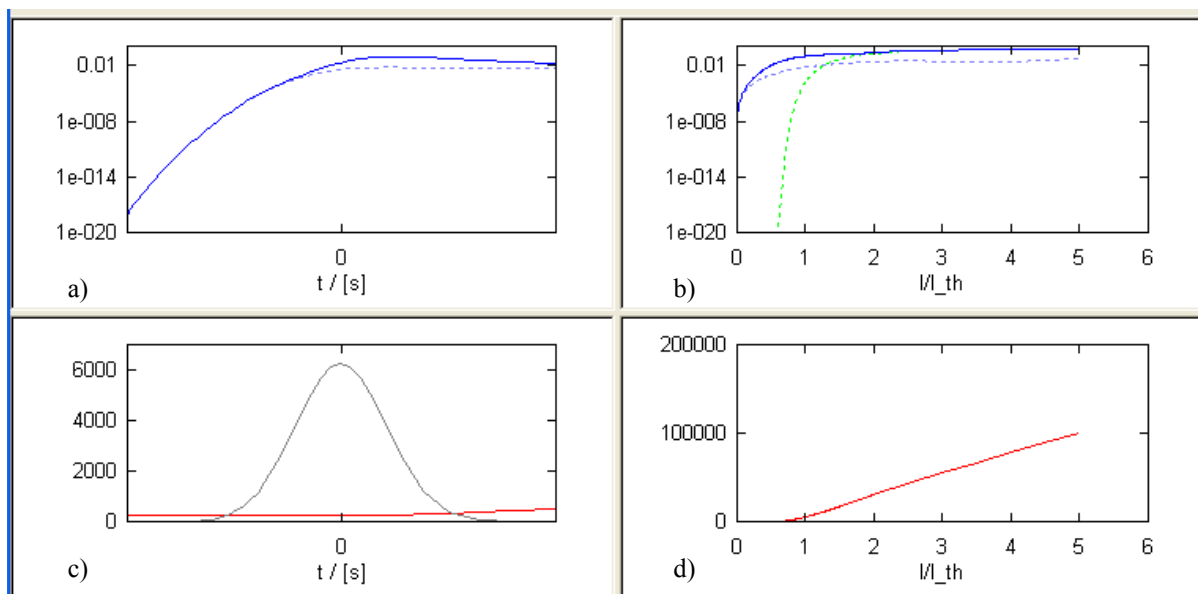 0.01
1e-008
1e-014
1e-020
0
t / [s]
a)
0.01
1e-008
1e-014
1e-020
0 1 2 3 4 5 6
I/I_th
b)
6000
4000
2000
0
0
t / [s]
c)
200000
100000
0
0 1 2 3 4 5 6
I/I_th
d)